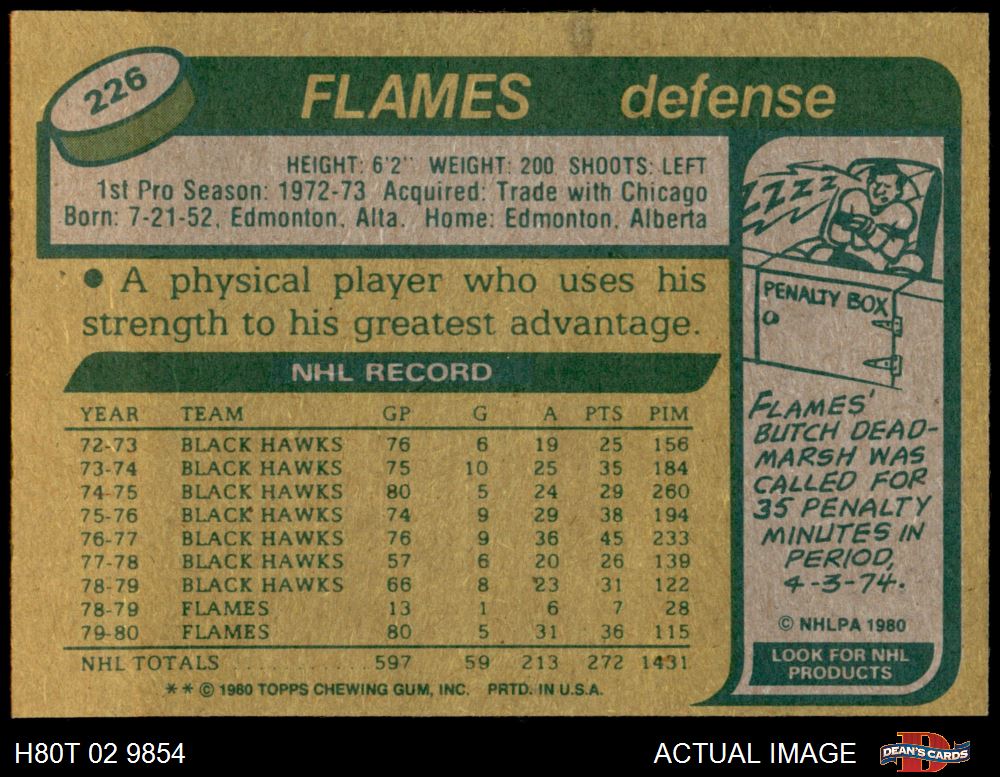 226
FLAMES defense
HEIGHT: 6'2" WEIGHT: 200 SHOOTS: LEFT
1st Pro Season: 1972-73 Acquired: Trade with Chicago
Born: 7-21-52, Edmonton, Alta. Home: Edmonton, Alberta
● A physical player who uses his
strength to his greatest advantage.
NHL RECORD
YEAR TEAM GP G A PTS PIM
72-73 BLACK HAWKS 76 6 19 25 156
73-74 BLACK HAWKS 75 10 25 35 184
74-75 BLACK HAWKS 80 5 24 29 260
75-76 BLACK HAWKS 74 9 29 38 194
76-77 BLACK HAWKS 76 9 36 45 233
77-78 BLACK HAWKS 57 6 20 26 139
78-79 BLACK HAWKS 66 8 23 31 122
78-79 FLAMES 13 1 6 7 28
79-80 FLAMES 80 5 31 36 115
NHL TOTALS .......... 597 59 213 272 1431
* * © 1980 TOPPS CHEWING GUM, INC. PRTD. IN U.S.A.
ZZZZ
PENALTY BOX
FLAMES'
BUTCH DEAD-
MARSH WAS
CALLED FOR
35 PENALTY
MINUTES IN
PERIOD,
4-3-74.
© NHLPA 1980
LOOK FOR NHL
PRODUCTS
H80T 02 9854
ACTUAL IMAGE
DEAN'S CARDS